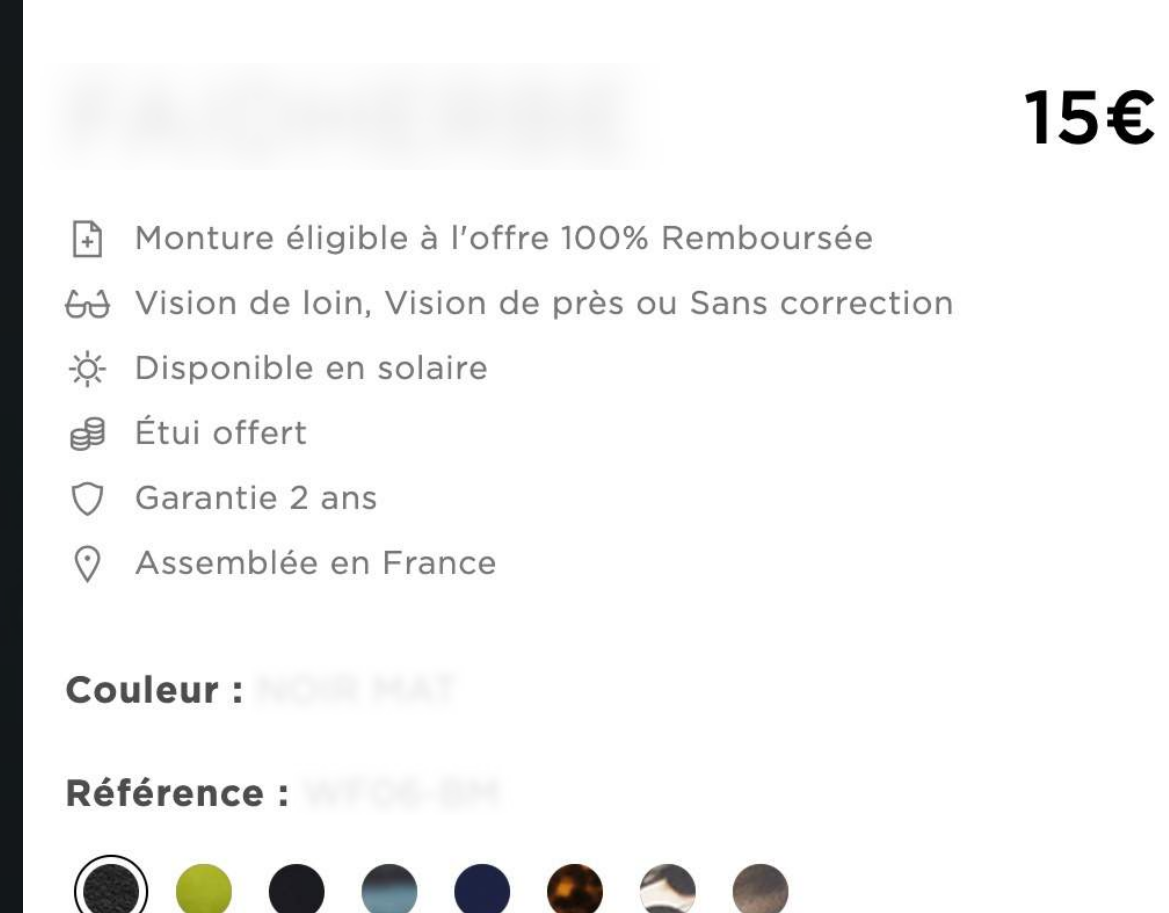 15€
Monture éligible à l'offre 100% Remboursée
Vision de loin, Vision de près ou Sans correction
Disponible en solaire
Étui offert
Garantie 2 ans
Assemblée en France
Couleur :
Référence :